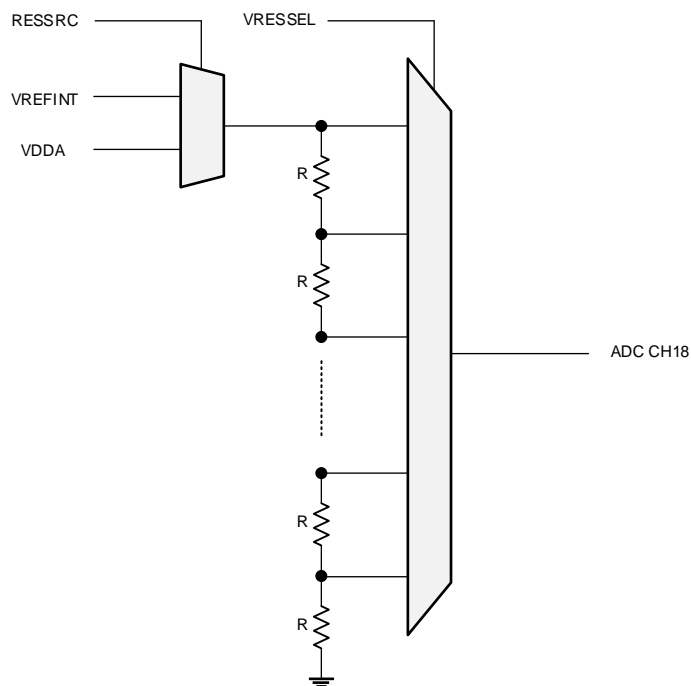 RESSRC
VRESSEL
VREFINT
VDDA
R
R
ADC CH18
R
R